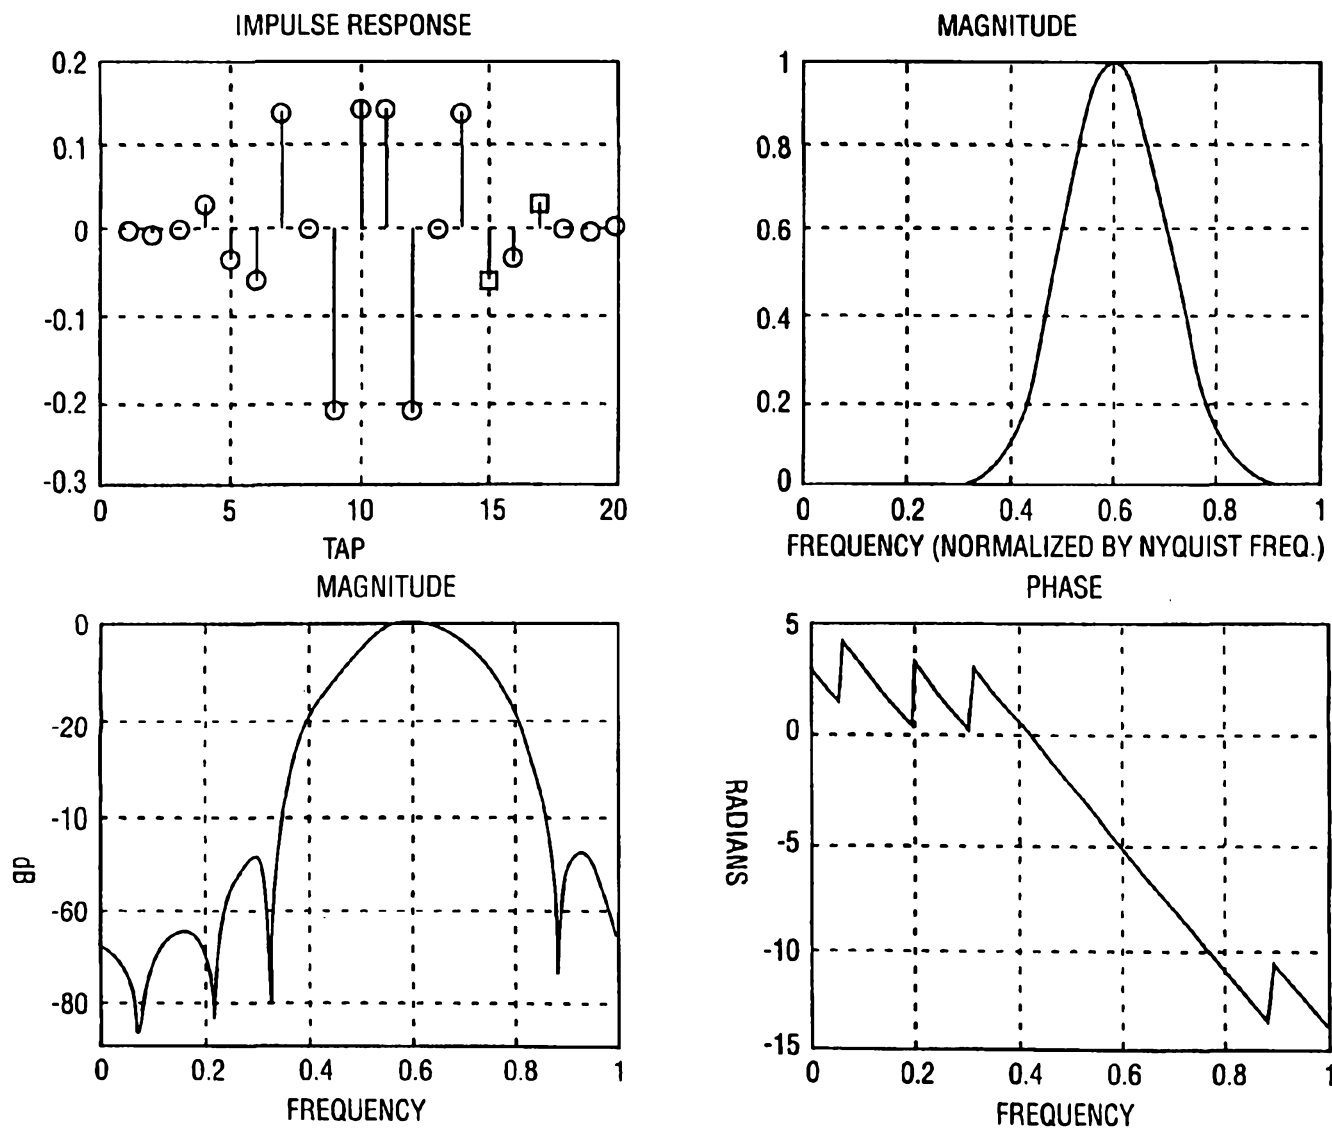 IMPULSE RESPONSE
0.2
0.1
0
-0.1
-0.2
-0.3
0 5 10 15 20
TAP
MAGNITUDE
1
0.8
0.6
0.4
0.2
0
0 0.2 0.4 0.6 0.8 1
FREQUENCY (NORMALIZED BY NYQUIST FREQ.)
MAGNITUDE
0
-20
-10
-60
-80
dB
0 0.2 0.4 0.6 0.8 1
FREQUENCY
PHASE
5
0
-5
-10
-15
RADIANS
0 0.2 0.4 0.6 0.8 1
FREQUENCY